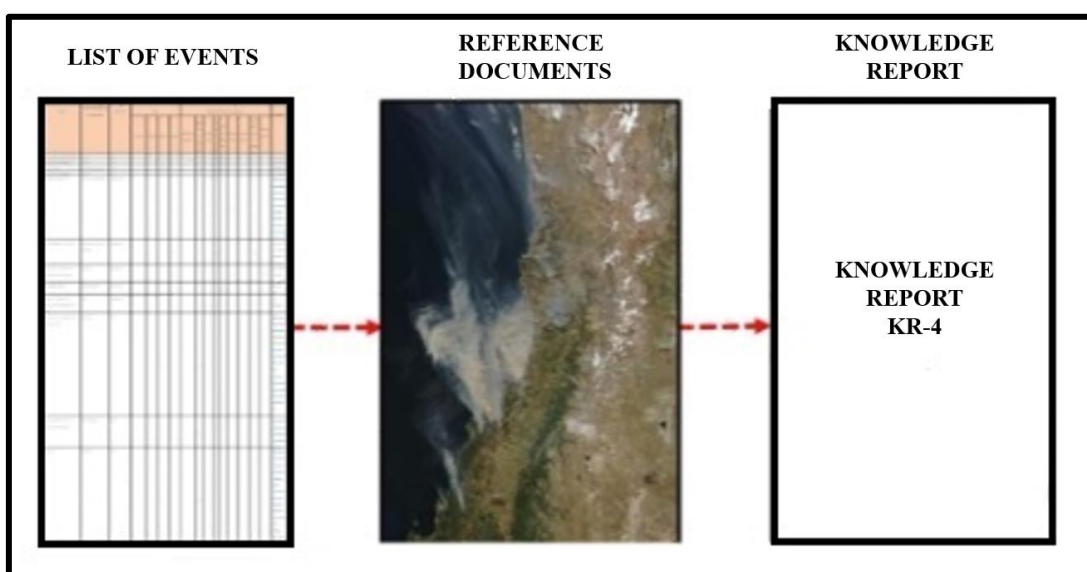 LIST OF EVENTS
REFERENCE
DOCUMENTS
KNOWLEDGE
REPORT
KNOWLEDGE
REPORT
KR-4